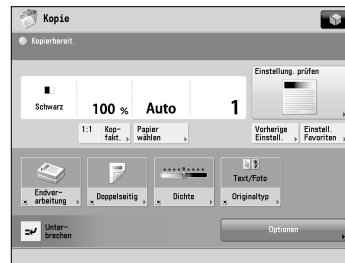 Kopie
Kopierbereit.
Einstellung. prüfen
Schwarz
100 %
Auto
1
1:1 Kop-
fakt.
Papier
wählen
Vorherige
Einstell.
Einstell.
Favoriten
Text/Foto
Endver-
arbeitung
Doppelseitig
Dichte
Originaltyp
Unter-
brechen
Optionen